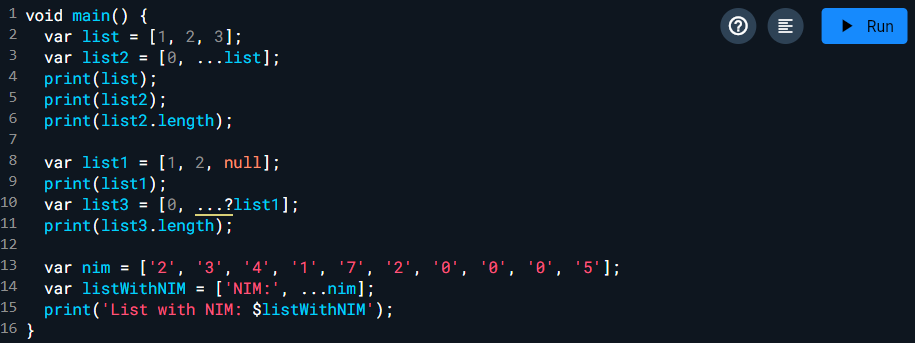 1 void main() {
2 var list = [1, 2, 3];
3 var list2 = [0, ...list];
4 print(list);
5 print(list2);
6 print(list2.length);
7
8 var list1 = [1, 2, null];
9 print(list1);
10 var list3 = [0, ...?list1];
11 print(list3.length);
12
13 var nim = ['2', '3', '4', '1', '7', '2', '0', '0', '0', '5'];
14 var listWithNIM = ['NIM:', ...nim];
15 print('List with NIM: $listWithNIM');
16 }
Run